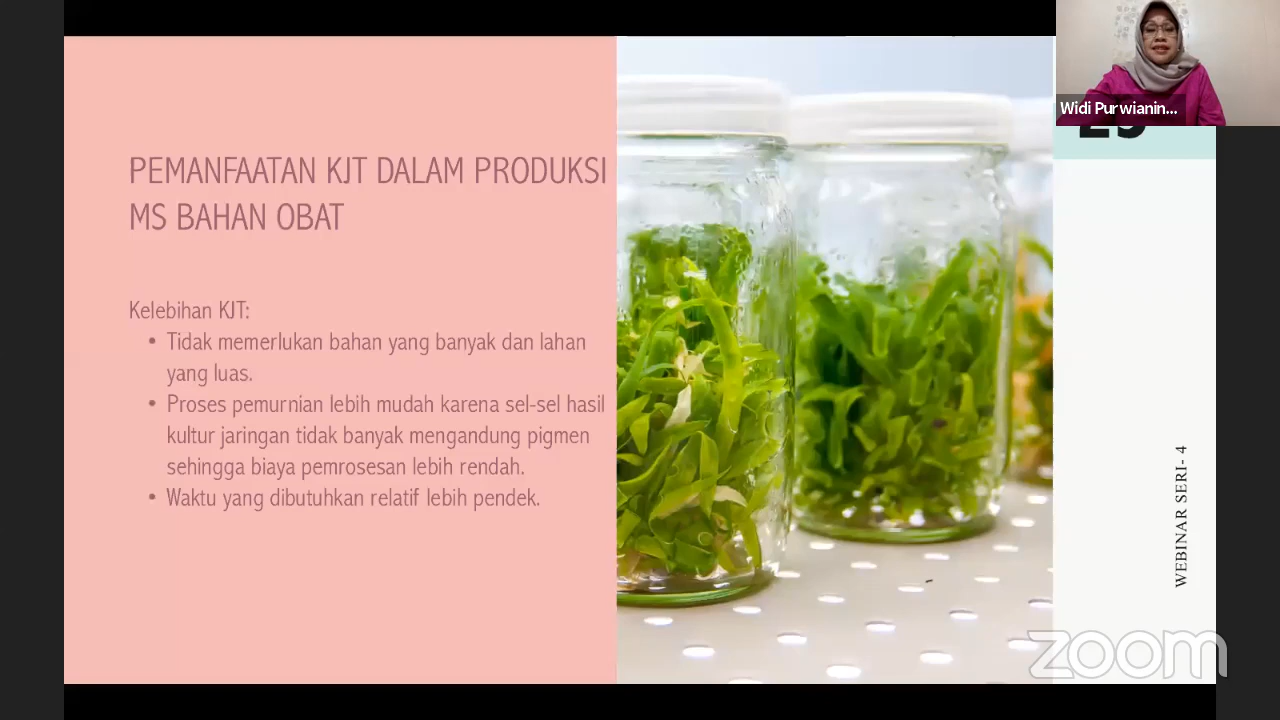 PEMANFAATAN KJT DALAM PRODUKSI
MS BAHAN OBAT
Kelebihan KJT:
• Tidak memerlukan bahan yang banyak dan lahan
yang luas.
• Proses pemurnian lebih mudah karena sel-sel hasil
kultur jaringan tidak banyak mengandung pigmen
sehingga biaya pemrosesan lebih rendah.
• Waktu yang dibutuhkan relatif lebih pendek.
Widi Purwianin...
WEBINAR SERI- 4
zoom